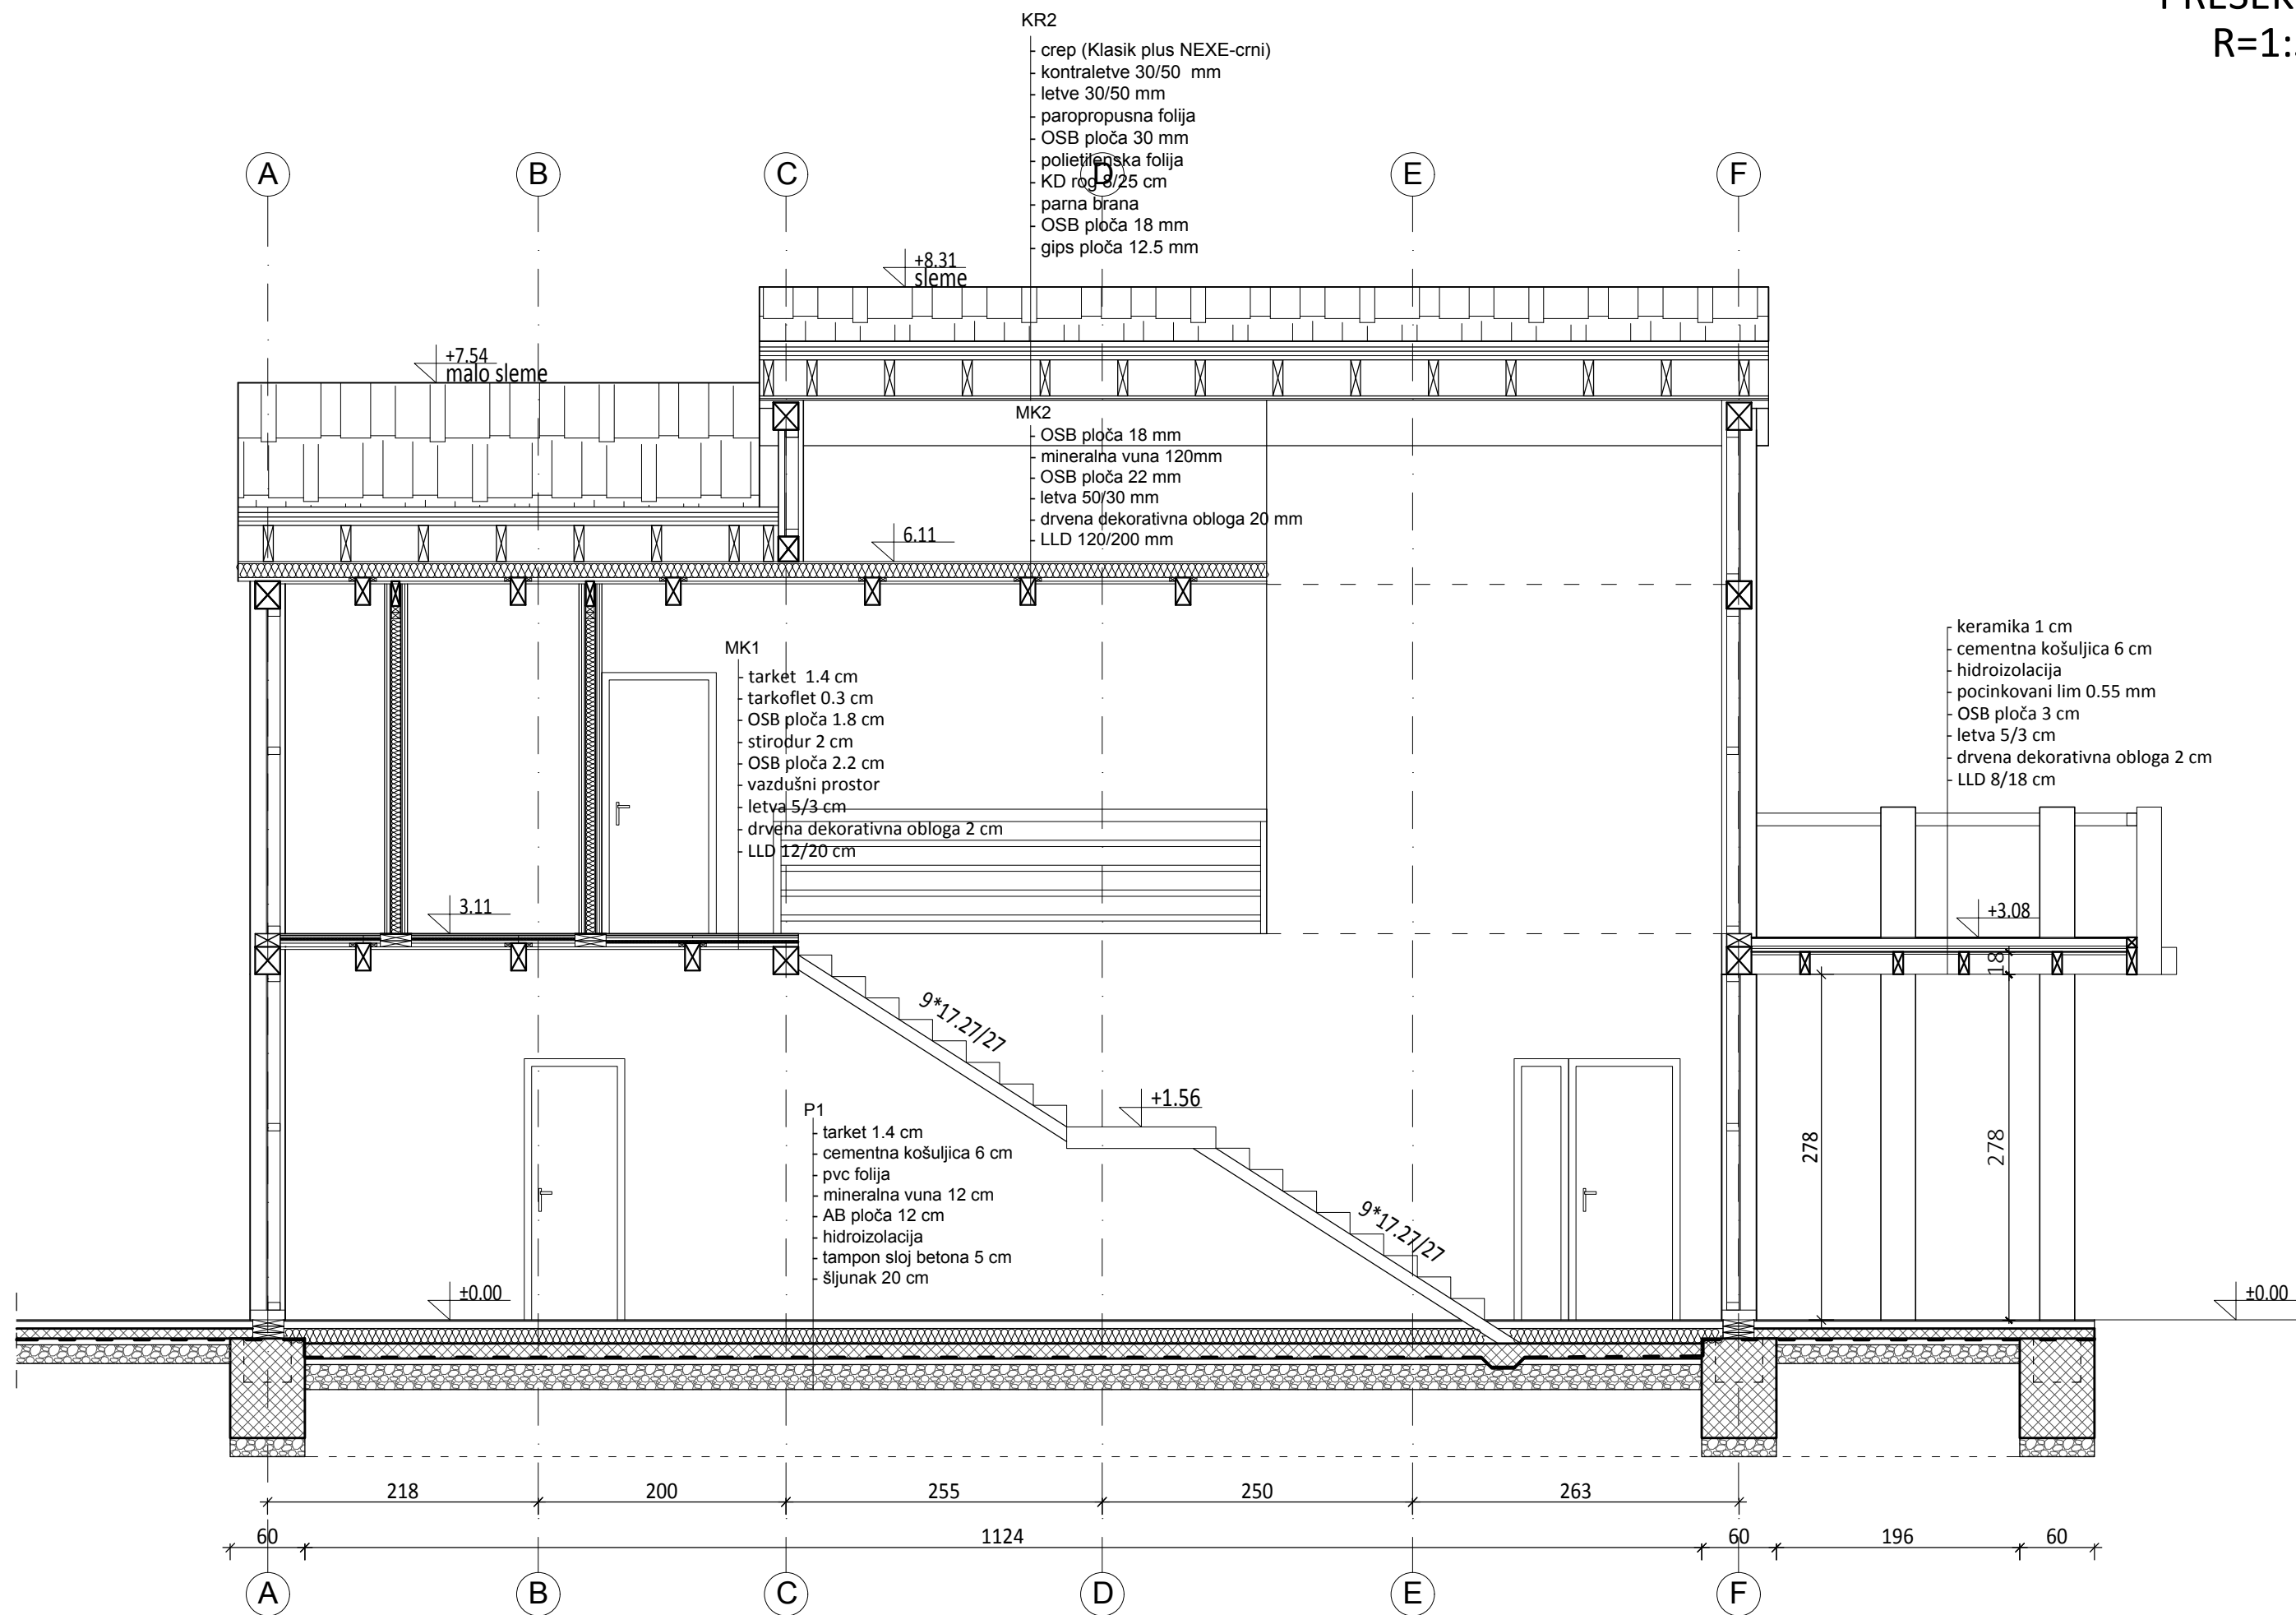 R=1:
KR2
- crep (Klasik plus NEXE-crni)
- kontraletve 30/50 mm
- letve 30/50 mm
- paropropusna folija
- OSB ploča 30 mm
- polietilenska folija
- KD rog 8/25 cm
- parna brana
- OSB ploča 18 mm
- gips ploča 12.5 mm
A
B
C
D
E
F
+8.31
sleme
+7.54
malo sleme
MK2
- OSB ploča 18 mm
- mineralna vuna 120mm
- OSB ploča 22 mm
- letva 50/30 mm
- drvena dekorativna obloga 20 mm
- LLD 120/200 mm
6.11
MK1
- tarket 1.4 cm
- tarkoflet 0.3 cm
- OSB ploča 1.8 cm
- stirodur 2 cm
- OSB ploča 2.2 cm
- vazdušni prostor
- letva 5/3 cm
- drvena dekorativna obloga 2 cm
- LLD 12/20 cm
- keramika 1 cm
- cementna košuljica 6 cm
- hidroizolacija
- pocinkovani lim 0.55 mm
- OSB ploča 3 cm
- letva 5/3 cm
- drvena dekorativna obloga 2 cm
- LLD 8/18 cm
3.11
+3.08
18
9*17.27/27
+1.56
278
278
P1
- tarket 1.4 cm
- cementna košuljica 6 cm
- pvc folija
- mineralna vuna 12 cm
- AB ploča 12 cm
- hidroizolacija
- tampon sloj betona 5 cm
- šljunak 20 cm
9*17.27/27
±0.00
±0.00
218
200
255
250
263
60
1124
60
196
60
A
B
C
D
E
F